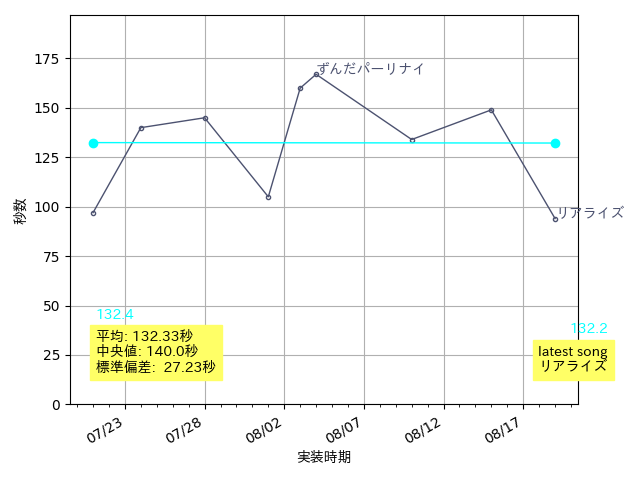 175
150
125
100
75
50
25
0
秒数
ずんだパーリナイ
リアライズ
132.4
平均: 132.33秒
中央値: 140.0秒
標準偏差: 27.23秒
132.2
latest song
リアライズ
07/23
07/28
08/02
08/07
08/12
08/17
実装時期